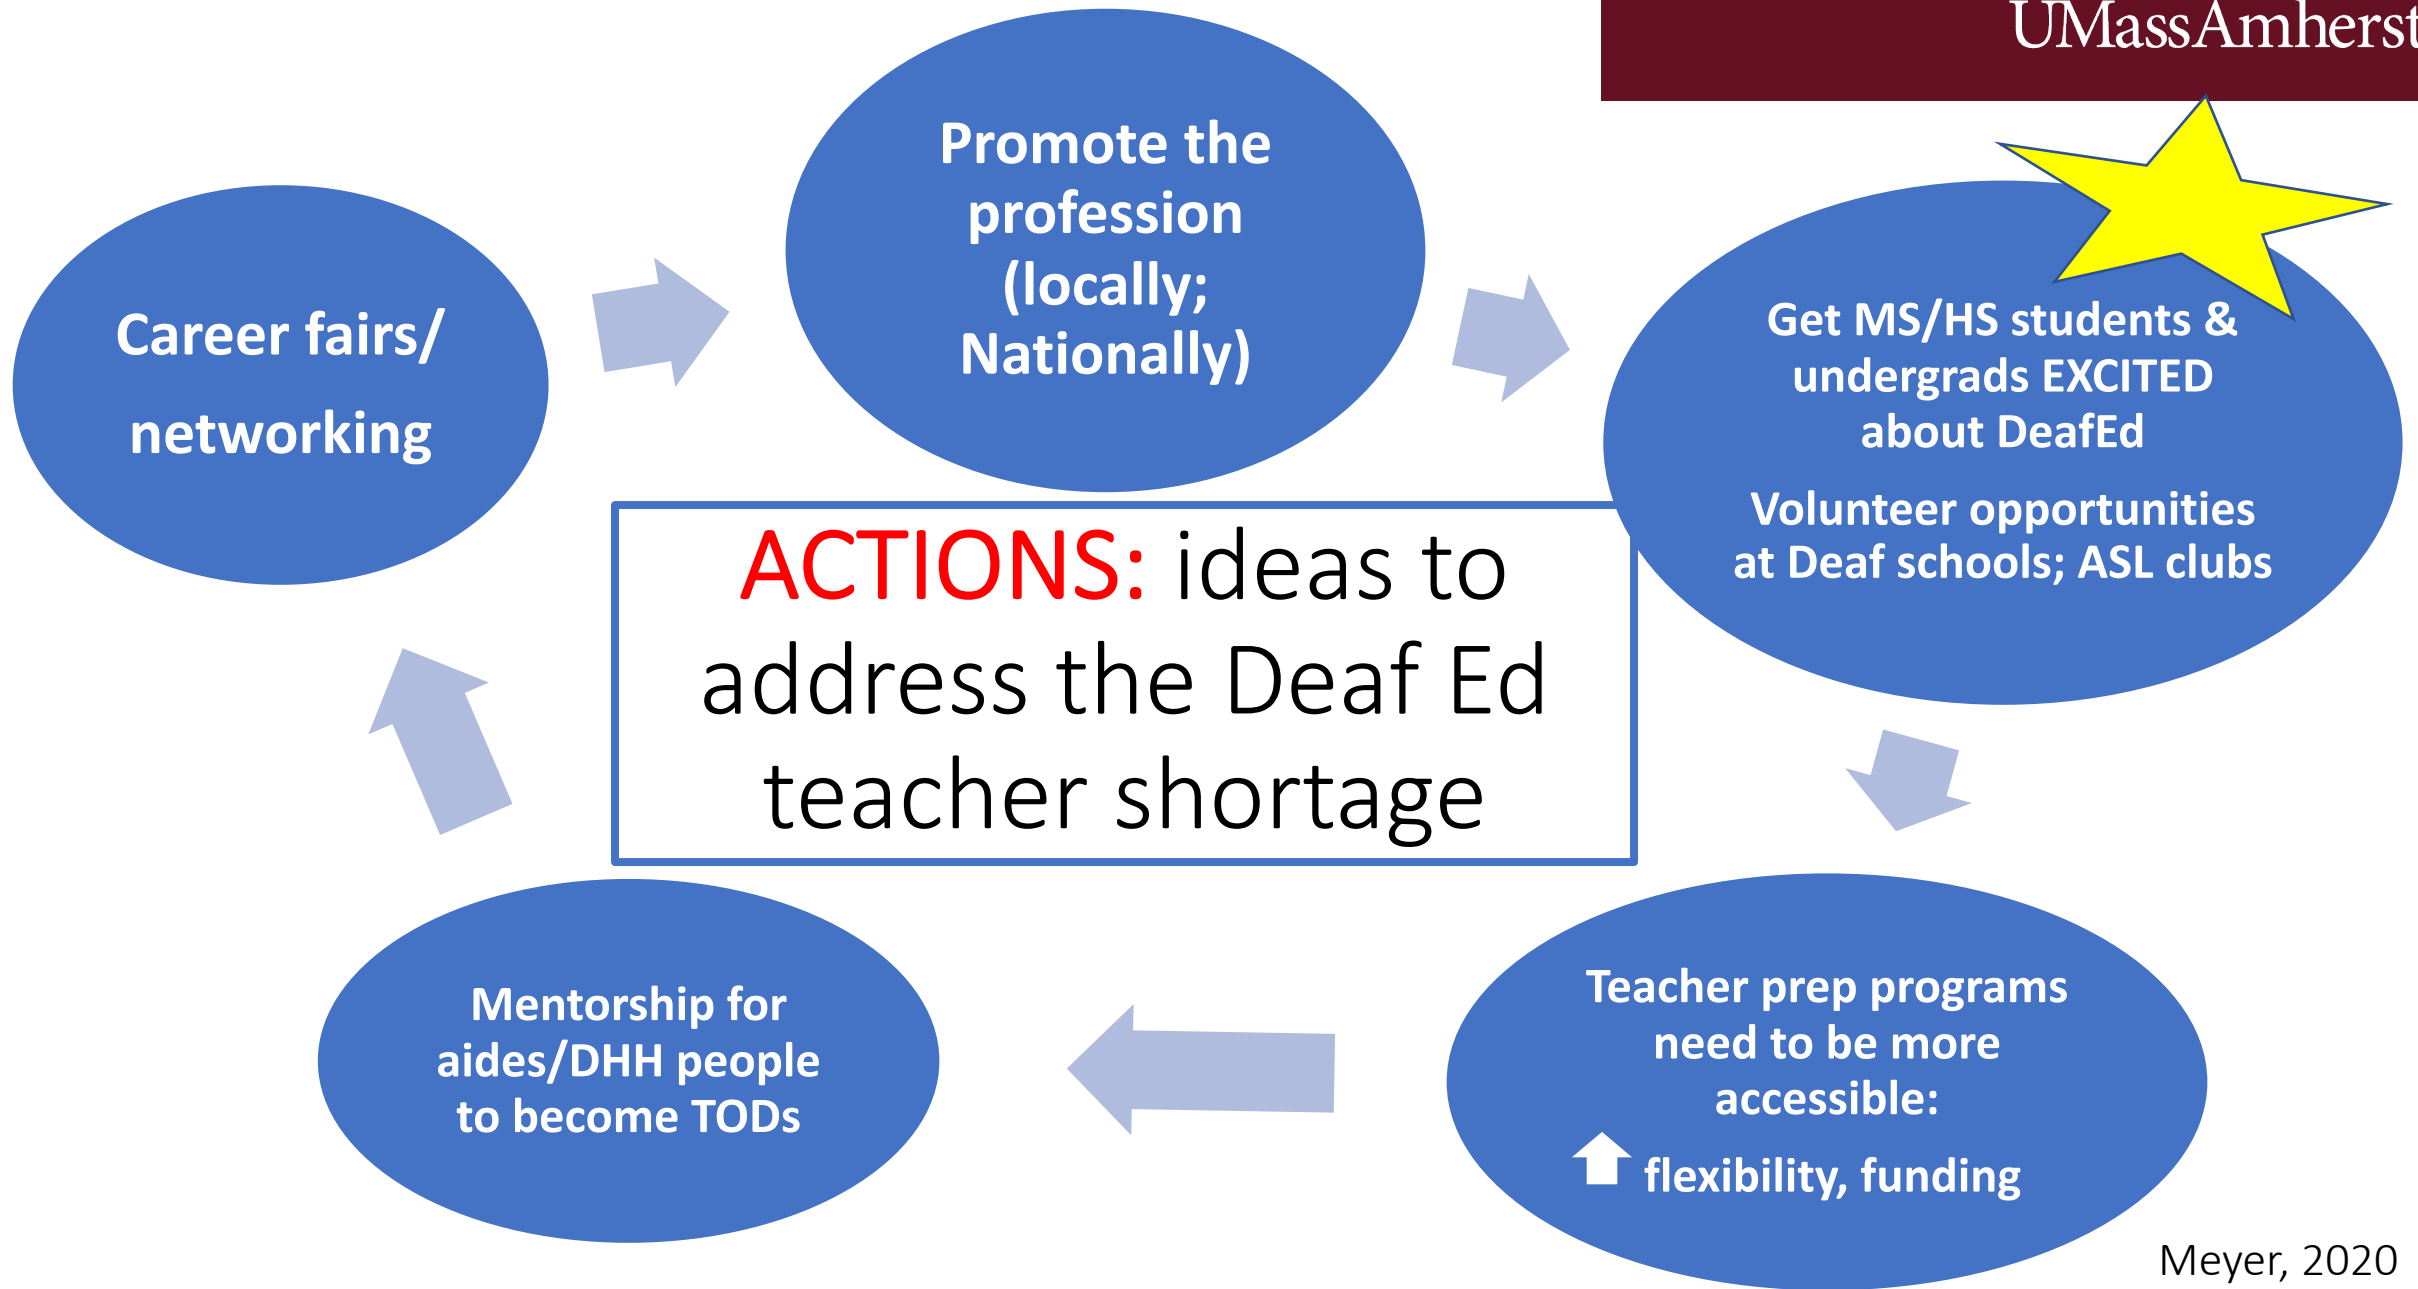 UMassAmherst
Promote the
profession
(locally;
Nationally)
Career fairs/
networking
Get MS/HS students &
undergrads EXCITED
about DeafEd
Volunteer opportunities
at Deaf schools; ASL clubs
ACTIONS: ideas to
address the Deaf Ed
teacher shortage
Teacher prep programs
need to be more
accessible:
flexibility, funding
Mentorship for
aides/DHH people
to become TODs
Meyer, 2020